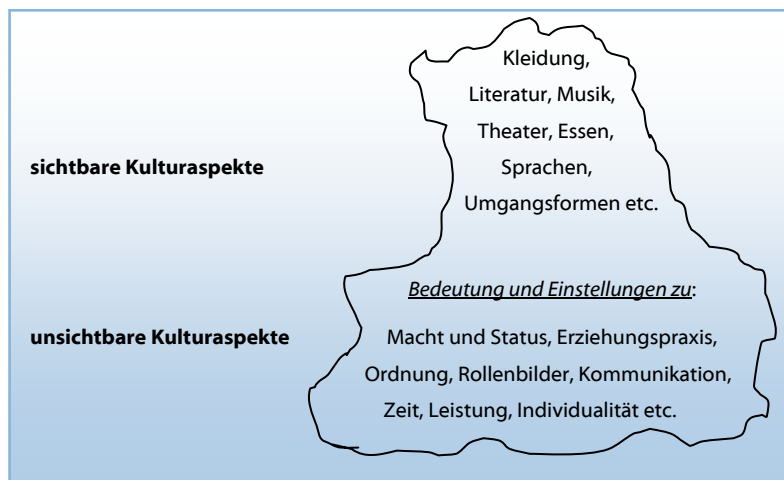 Kleidung,
Literatur, Musik,
Theater, Essen,
sichtbare Kulturaspekte
Sprachen,
Umgangsformen etc.
Bedeutung und Einstellungen zu:
unsichtbare Kulturaspekte
Macht und Status, Erziehungspraxis,
Ordnung, Rollenbilder, Kommunikation,
Zeit, Leistung, Individualität etc.